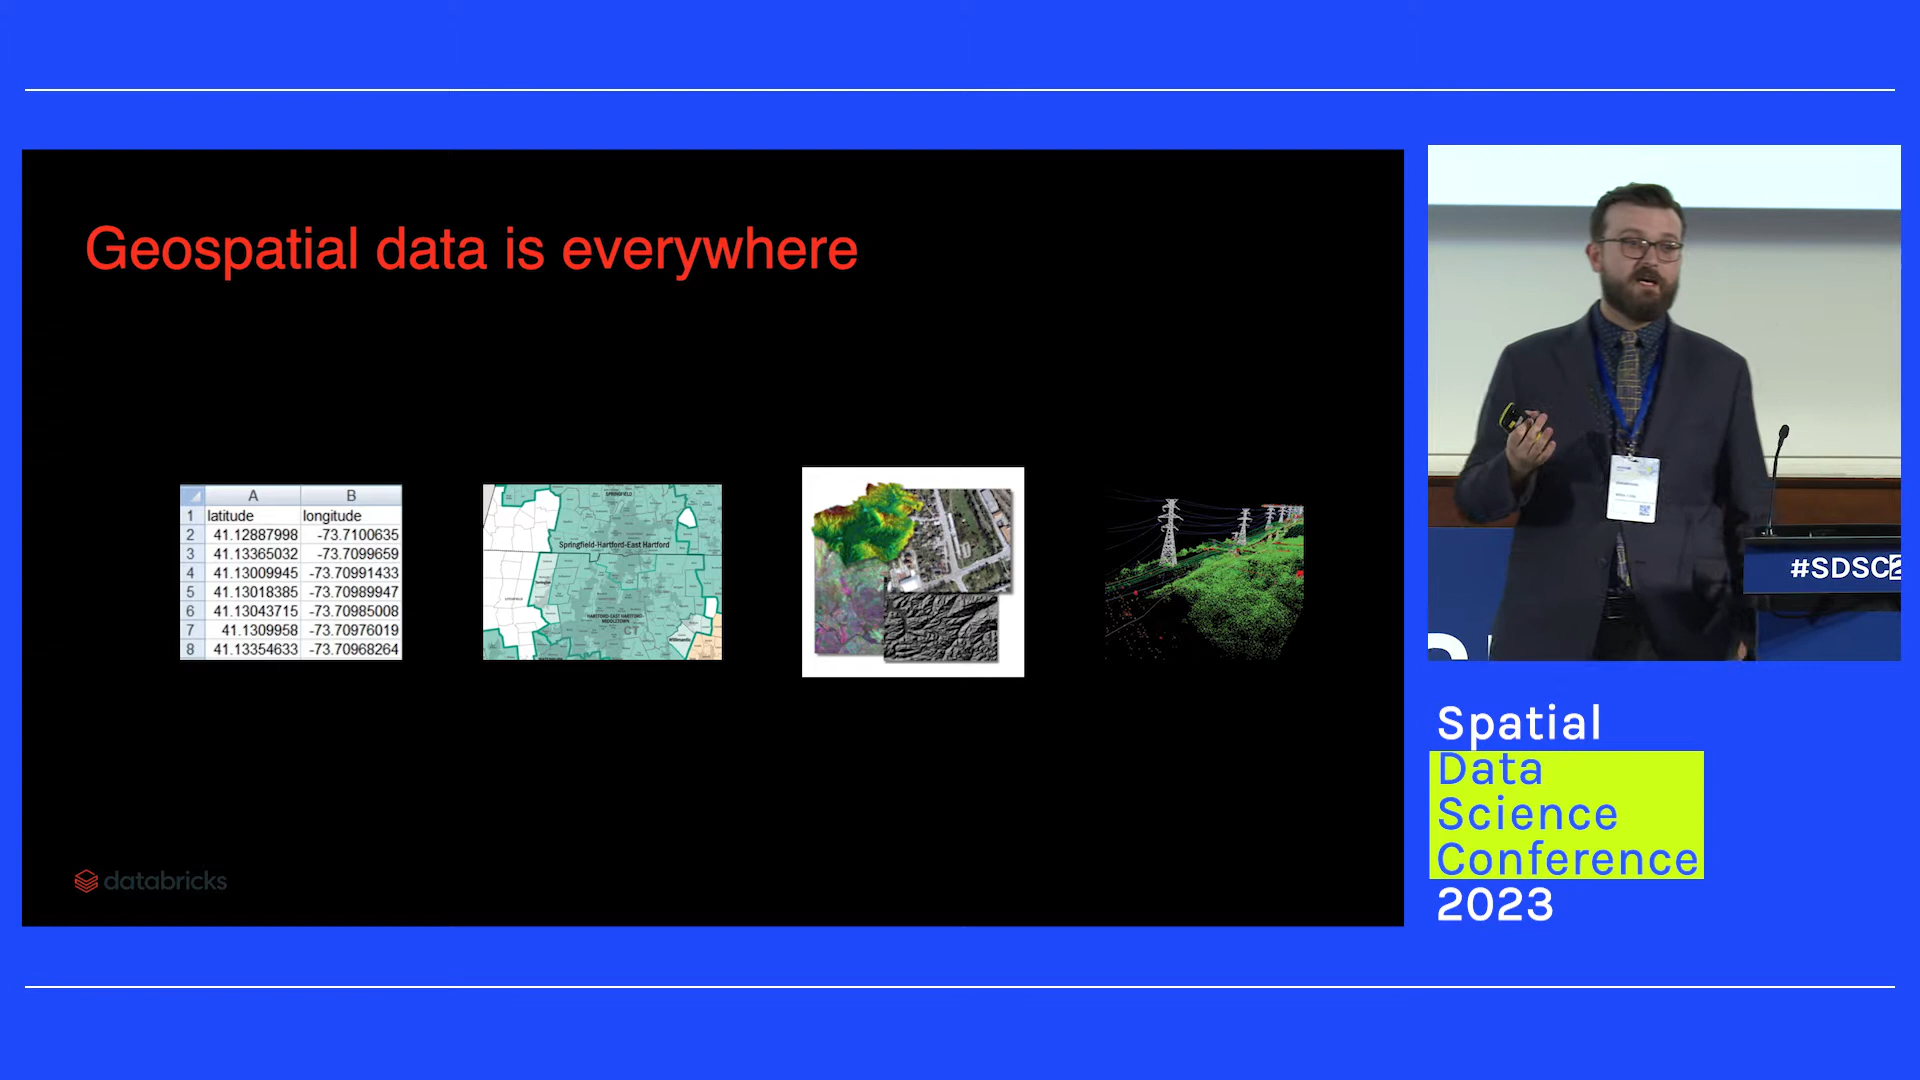 Geospatial data is everywhere
A B
1 latitude longitude
2 41.12887998 -73.7100635
3 41.13365032 -73.7099659
4 41.13009945 -73.70991433
5 41.13018385 -73.70989947
6 41.13043715 -73.70985008
7 41.1309958 -73.70976019
8 41.13354633 -73.70968264
SPRINGFIELD
Springfield-Hartford-East Hartford
HARTFORD-EAST HARTFORD-
MIDDLETOWN
CT
Willimantic
databricks
#SDSC2
Spatial
Data
Science
Conference
2023